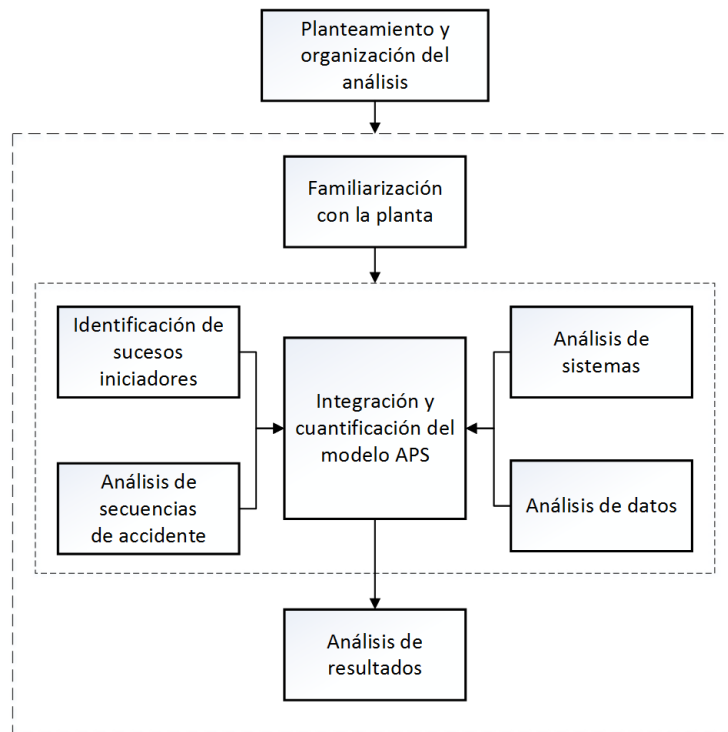 Planteamiento y
organización del
análisis
Familiarización
con la planta
Identificación de
sucesos
iniciadores
Análisis de
secuencias
de accidente
Integración y
cuantificación del
modelo APS
Análisis de
sistemas
Análisis de datos
Análisis de
resultados